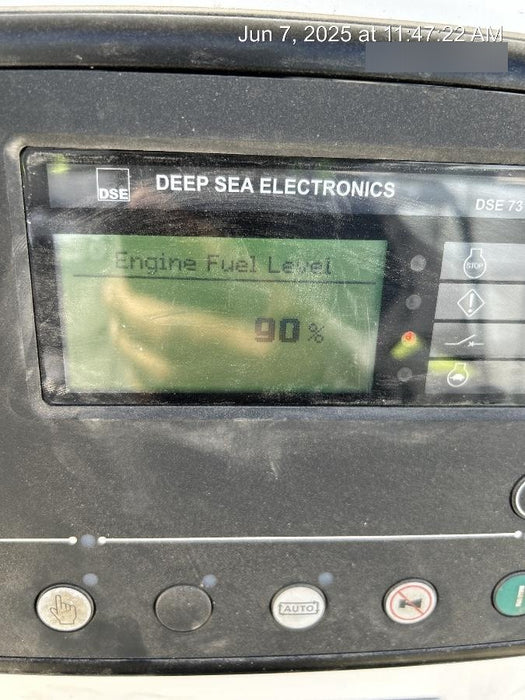 Jun 7, 2025 at 11:47:22 AM
DSE
DEEP SEA ELECTRONICS
DSE 73
Engine Fuel Level
90 %
STOP
AUTO